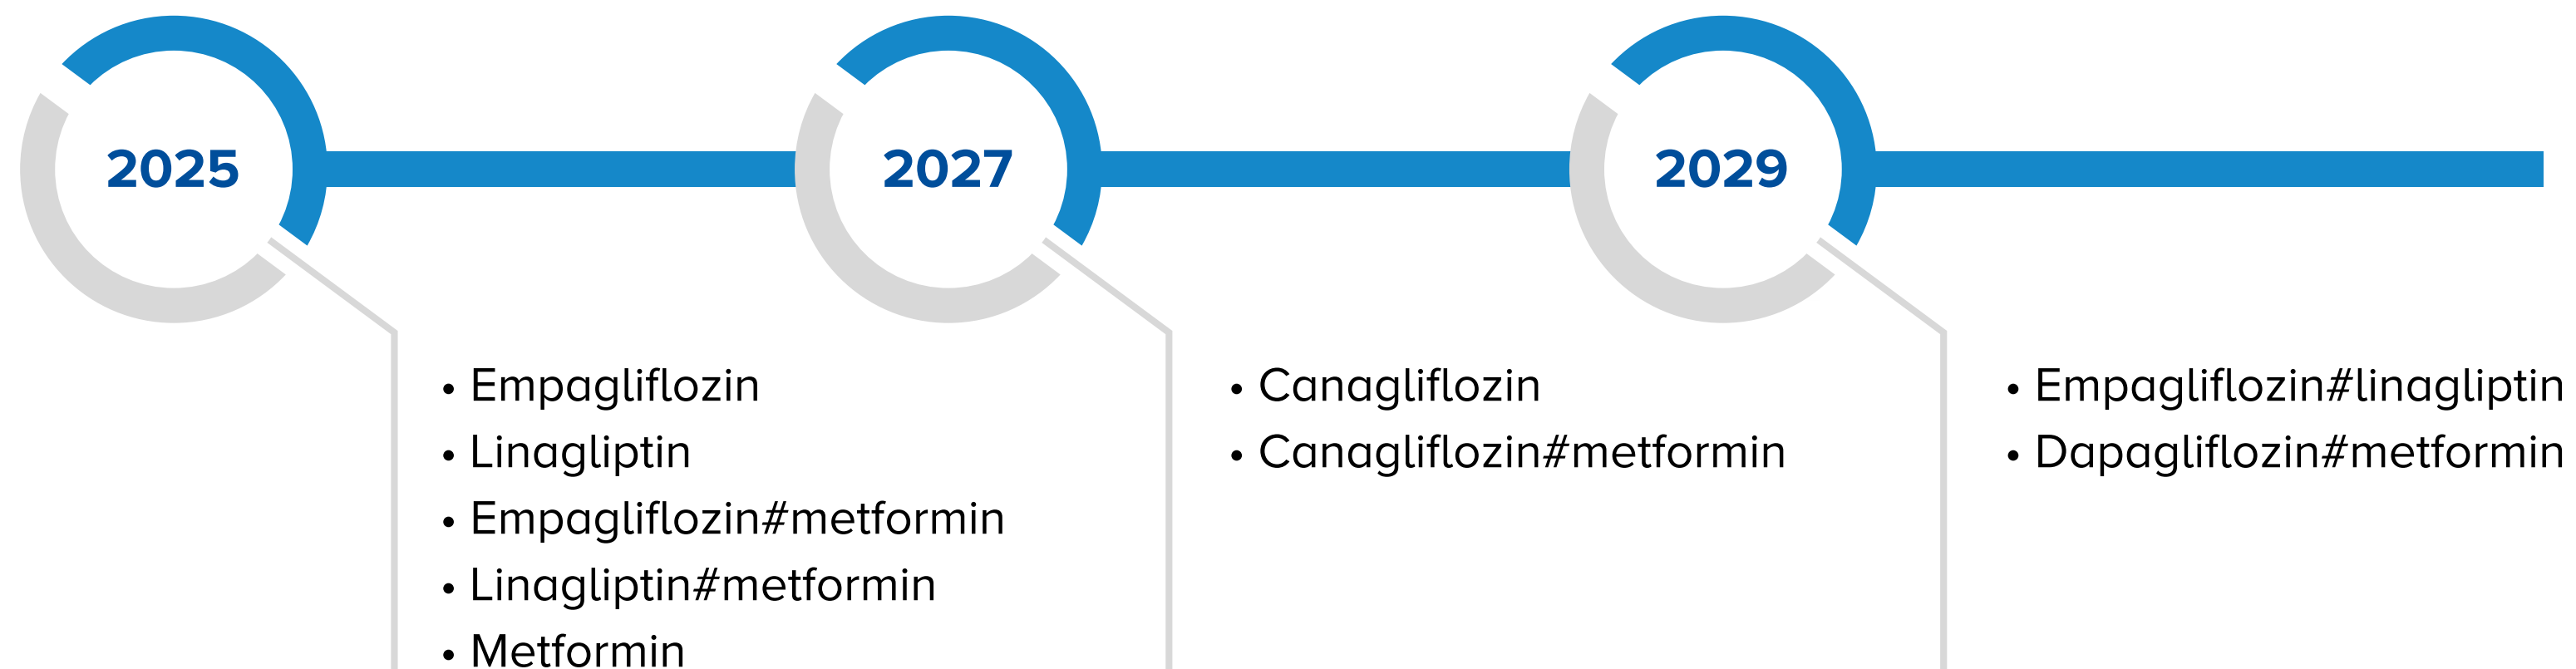 2025
• Empagliflozin
• Linagliptin
• Empagliflozin#metformin
• Linagliptin#metformin
• Metformin
2027
• Canagliflozin
• Canagliflozin#metformin
2029
• Empagliflozin#linagliptin
• Dapagliflozin#metformin